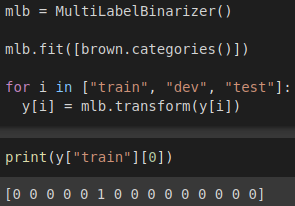 mlb = MultiLabelBinarizer()
mlb.fit([brown.categories()])
for i in ["train", "dev", "test"]:
  y[i] = mlb.transform(y[i])
print(y["train"][0])
[0 0 0 0 0 1 0 0 0 0 0 0 0 0 0]